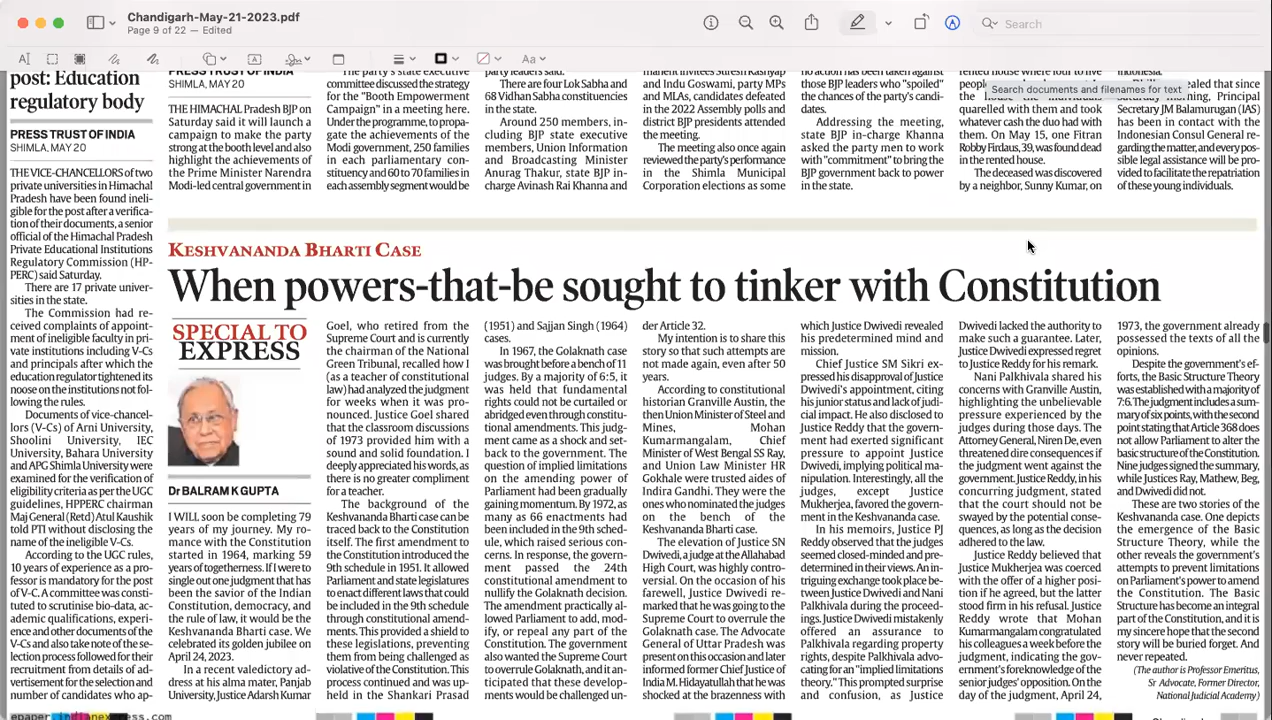 Chandigarh-May-21-2023.pdf
Page 9 of 22 — Edited
Search
Aa
Search documents and filenames for text
post: Education
regulatory body
PRESS TRUST OF INDIA
SHIMLA, MAY 20
THE VICE-CHANCELLORS of two
private universities in Himachal
Pradesh have been found ineli-
gible for the post after a verifica-
tion of their documents, a senior
official of the Himachal Pradesh
Private Educational Institutions
Regulatory Commission (HP-
PERC) said Saturday.
There are 17 private univer-
sities in the state.
The Commission had re-
ceived complaints of appoint-
ment of ineligible faculty in pri-
vate institutions including V-Cs
and principals after which the
education regulator tightened its
noose on the institutions not fol-
lowing the rules.
Documents of vice-chancel-
lors (V-Cs) of Arni University,
Shoolini University, IEC
University, Bahara University
and APG Shimla University were
examined for the verification of
eligibility criteria as per the UGC
guidelines, HPPERC chairman
Maj General (Retd) Atul Kaushik
told PTI without disclosing the
name of the ineligible V-Cs.
According to the UGC rules,
10 years of experience as a pro-
fessor is mandatory for the post
of V-C. A committee was consti-
tuted to scrutinise bio-data, ac-
ademic qualifications, experi-
ence and other documents of the
V-Cs and also take note of the se-
lection process followed for their
recruitment from details of ad-
vertisement for the selection and
number of candidates who ap-
PRESS TRUST OF INDIA
SHIMLA, MAY 20
THE HIMACHAL Pradesh BJP on
Saturday said it will launch a
campaign to make the party
strong at the booth level and also
highlight the achievements of
the Prime Minister Narendra
Modi-led central government in
The party's state executive
committee discussed the strategy
for the "Booth Empowerment
Campaign" in a meeting here.
Under the programme, to propa-
gate the achievements of the
Modi government, 250 families
in each parliamentary con-
stituency and 60 to 70 families in
each assembly segment would be
party leaders said.
There are four Lok Sabha and
68 Vidhan Sabha constituencies
in the state.
Around 250 members, in-
cluding BJP state executive
members, Union Information
and Broadcasting Minister
Anurag Thakur, state BJP in-
charge Avinash Rai Khanna and
manent invitees Suresh Kashyap
and Indu Goswami, party MPs
and MLAs, candidates defeated
in the 2022 Assembly polls and
district BJP presidents attended
the meeting.
The meeting also once again
reviewed the party's performance
in the Shimla Municipal
Corporation elections as some
no action has been taken against
those BJP leaders who "spoiled"
the chances of the party's candi-
dates.
Addressing the meeting,
state BJP in-charge Khanna
asked the party men to work
with "commitment" to bring the
BJP government back to power
in the state.
rented house where four to five
people
the
quarrelled with them and took
whatever cash the duo had with
them. On May 15, one Fitran
Robby Firdaus, 39, was found dead
in the rented house.
The deceased was discovered
by a neighbor, Sunny Kumar, on
Indonesia.
that since
morning, Principal
Secretary JM Balamurugan (IAS)
has been in contact with the
Indonesian Consul General re-
garding the matter, and every pos-
sible legal assistance will be pro-
vided to facilitate the repatriation
of these young individuals.
KESHVANANDA BHARTI CASE
When powers-that-be sought to tinker with Constitution
SPECIAL TO
EXPRESS
Dr BALRAM K GUPTA
I WILL soon be completing 79
years of my journey. My ro-
mance with the Constitution
started in 1964, marking 59
years of togetherness. If I were to
single out one judgment that has
been the savior of the Indian
Constitution, democracy, and
the rule of law, it would be the
Keshvananda Bharti case. We
celebrated its golden jubilee on
April 24, 2023.
In a recent valedictory ad-
dress at his alma mater, Panjab
University, Justice Adarsh Kumar
Goel, who retired from the
Supreme Court and is currently
the chairman of the National
Green Tribunal, recalled how I
(as a teacher of constitutional
law) had analyzed the judgment
for weeks when it was pro-
nounced. Justice Goel shared
that the classroom discussions
of 1973 provided him with a
sound and solid foundation. I
deeply appreciated his words, as
there is no greater compliment
for a teacher.
The background of the
Keshvananda Bharti case can be
traced back to the Constitution
itself. The first amendment to
the Constitution introduced the
9th schedule in 1951. It allowed
Parliament and state legislatures
to enact different laws that could
be included in the 9th schedule
through constitutional amend-
ments. This provided a shield to
these legislations, preventing
them from being challenged as
violative of the Constitution. This
process continued and was up-
held in the Shankari Prasad
(1951) and Sajjan Singh (1964)
cases.
In 1967, the Golaknath case
was brought before a bench of 11
judges. By a majority of 6:5, it
was held that fundamental
rights could not be curtailed or
abridged even through constitu-
tional amendments. This judg-
ment came as a shock and set-
back to the government. The
question of implied limitations
on the amending power of
Parliament had been gradually
gaining momentum. By 1972, as
many as 66 enactments had
been included in the 9th sched-
ule, which raised serious con-
cerns. In response, the govern-
ment passed the 24th
constitutional amendment to
nullify the Golaknath decision.
The amendment practically al-
lowed Parliament to add, mod-
ify, or repeal any part of the
Constitution. The government
also wanted the Supreme Court
to overrule Golaknath, and it an-
ticipated that these develop-
ments would be challenged un-
der Article 32.
My intention is to share this
story so that such attempts are
not made again, even after 50
years.
According to constitutional
historian Granville Austin, the
then Union Minister of Steel and
Mines, Mohan
Kumarmangalam, Chief
Minister of West Bengal SS Ray,
and Union Law Minister HR
Gokhale were trusted aides of
Indira Gandhi. They were the
ones who nominated the judges
on the bench of the
Keshvananda Bharti case.
The elevation of Justice SN
Dwivedi, a judge at the Allahabad
High Court, was highly contro-
versial. On the occasion of his
farewell, Justice Dwivedi re-
marked that he was going to the
Supreme Court to overrule the
Golaknath case. The Advocate
General of Uttar Pradesh was
present on this occasion and later
informed former Chief Justice of
India M. Hidayatullah that he was
shocked at the brazenness with
which Justice Dwivedi revealed
his predetermined mind and
mission.
Chief Justice SM Sikri ex-
pressed his disapproval of Justice
Dwivedi's appointment, citing
his junior status and lack of judi-
cial impact. He also disclosed to
Justice Reddy that the govern-
ment had exerted significant
pressure to appoint Justice
Dwivedi, implying political ma-
nipulation. Interestingly, all the
judges, except Justice
Mukherjea, favored the govern-
ment in the Keshavanda case.
In his memoirs, Justice PJ
Reddy observed that the judges
seemed closed-minded and pre-
determined in their views. An in-
triguing exchange took place be-
tween Justice Dwivedi and Nani
Palkhivala during the proceed-
ings. Justice Dwivedi mistakenly
offered an assurance to
Palkhivala regarding property
rights, despite Palkhivala advo-
cating for an "implied limitations
theory." This prompted surprise
and confusion, as Justice
Dwivedi lacked the authority to
make such a guarantee. Later,
Justice Dwivedi expressed regret
to Justice Reddy for his remark.
Nani Palkhivala shared his
concerns with Granville Austin,
highlighting the unbelievable
pressure experienced by the
judges during those days. The
Attorney General, Niren De, even
threatened dire consequences if
the judgment went against the
government. Justice Reddy, in his
concurring judgment, stated
that the court should not be
swayed by the potential conse-
quences, as long as the decision
adhered to the law.
Justice Reddy believed that
Justice Mukherjea was coerced
with the offer of a higher posi-
tion if he agreed, but the latter
stood firm in his refusal. Justice
Reddy wrote that Mohan
Kumarmangalam congratulated
his colleagues a week before the
judgment, indicating the gov-
ernment's foreknowledge of the
senior judges' opposition. On the
day of the judgment, April 24,
1973, the government already
possessed the texts of all the
opinions.
Despite the government's ef-
forts, the Basic Structure Theory
was established with a majority of
7:6. The judgment includes a sum-
mary of six points, with the second
point stating that Article 368 does
not allow Parliament to alter the
basic structure of the Constitution.
Nine judges signed the summary,
while justices Ray, Mathew, Beg,
and Dwivedi did not.
These are two stories of the
Keshvananda case. One depicts
the emergence of the Basic
Structure Theory, while the
other reveals the government's
attempts to prevent limitations
on Parliament's power to amend
the Constitution. The Basic
Structure has become an integral
part of the Constitution, and it is
my sincere hope that the second
story will be buried forget. And
never repeated.
(The author is Professor Emeritus,
Sr Advocate, Former Director,
National Judicial Academy)
epaper.indianexpress.com